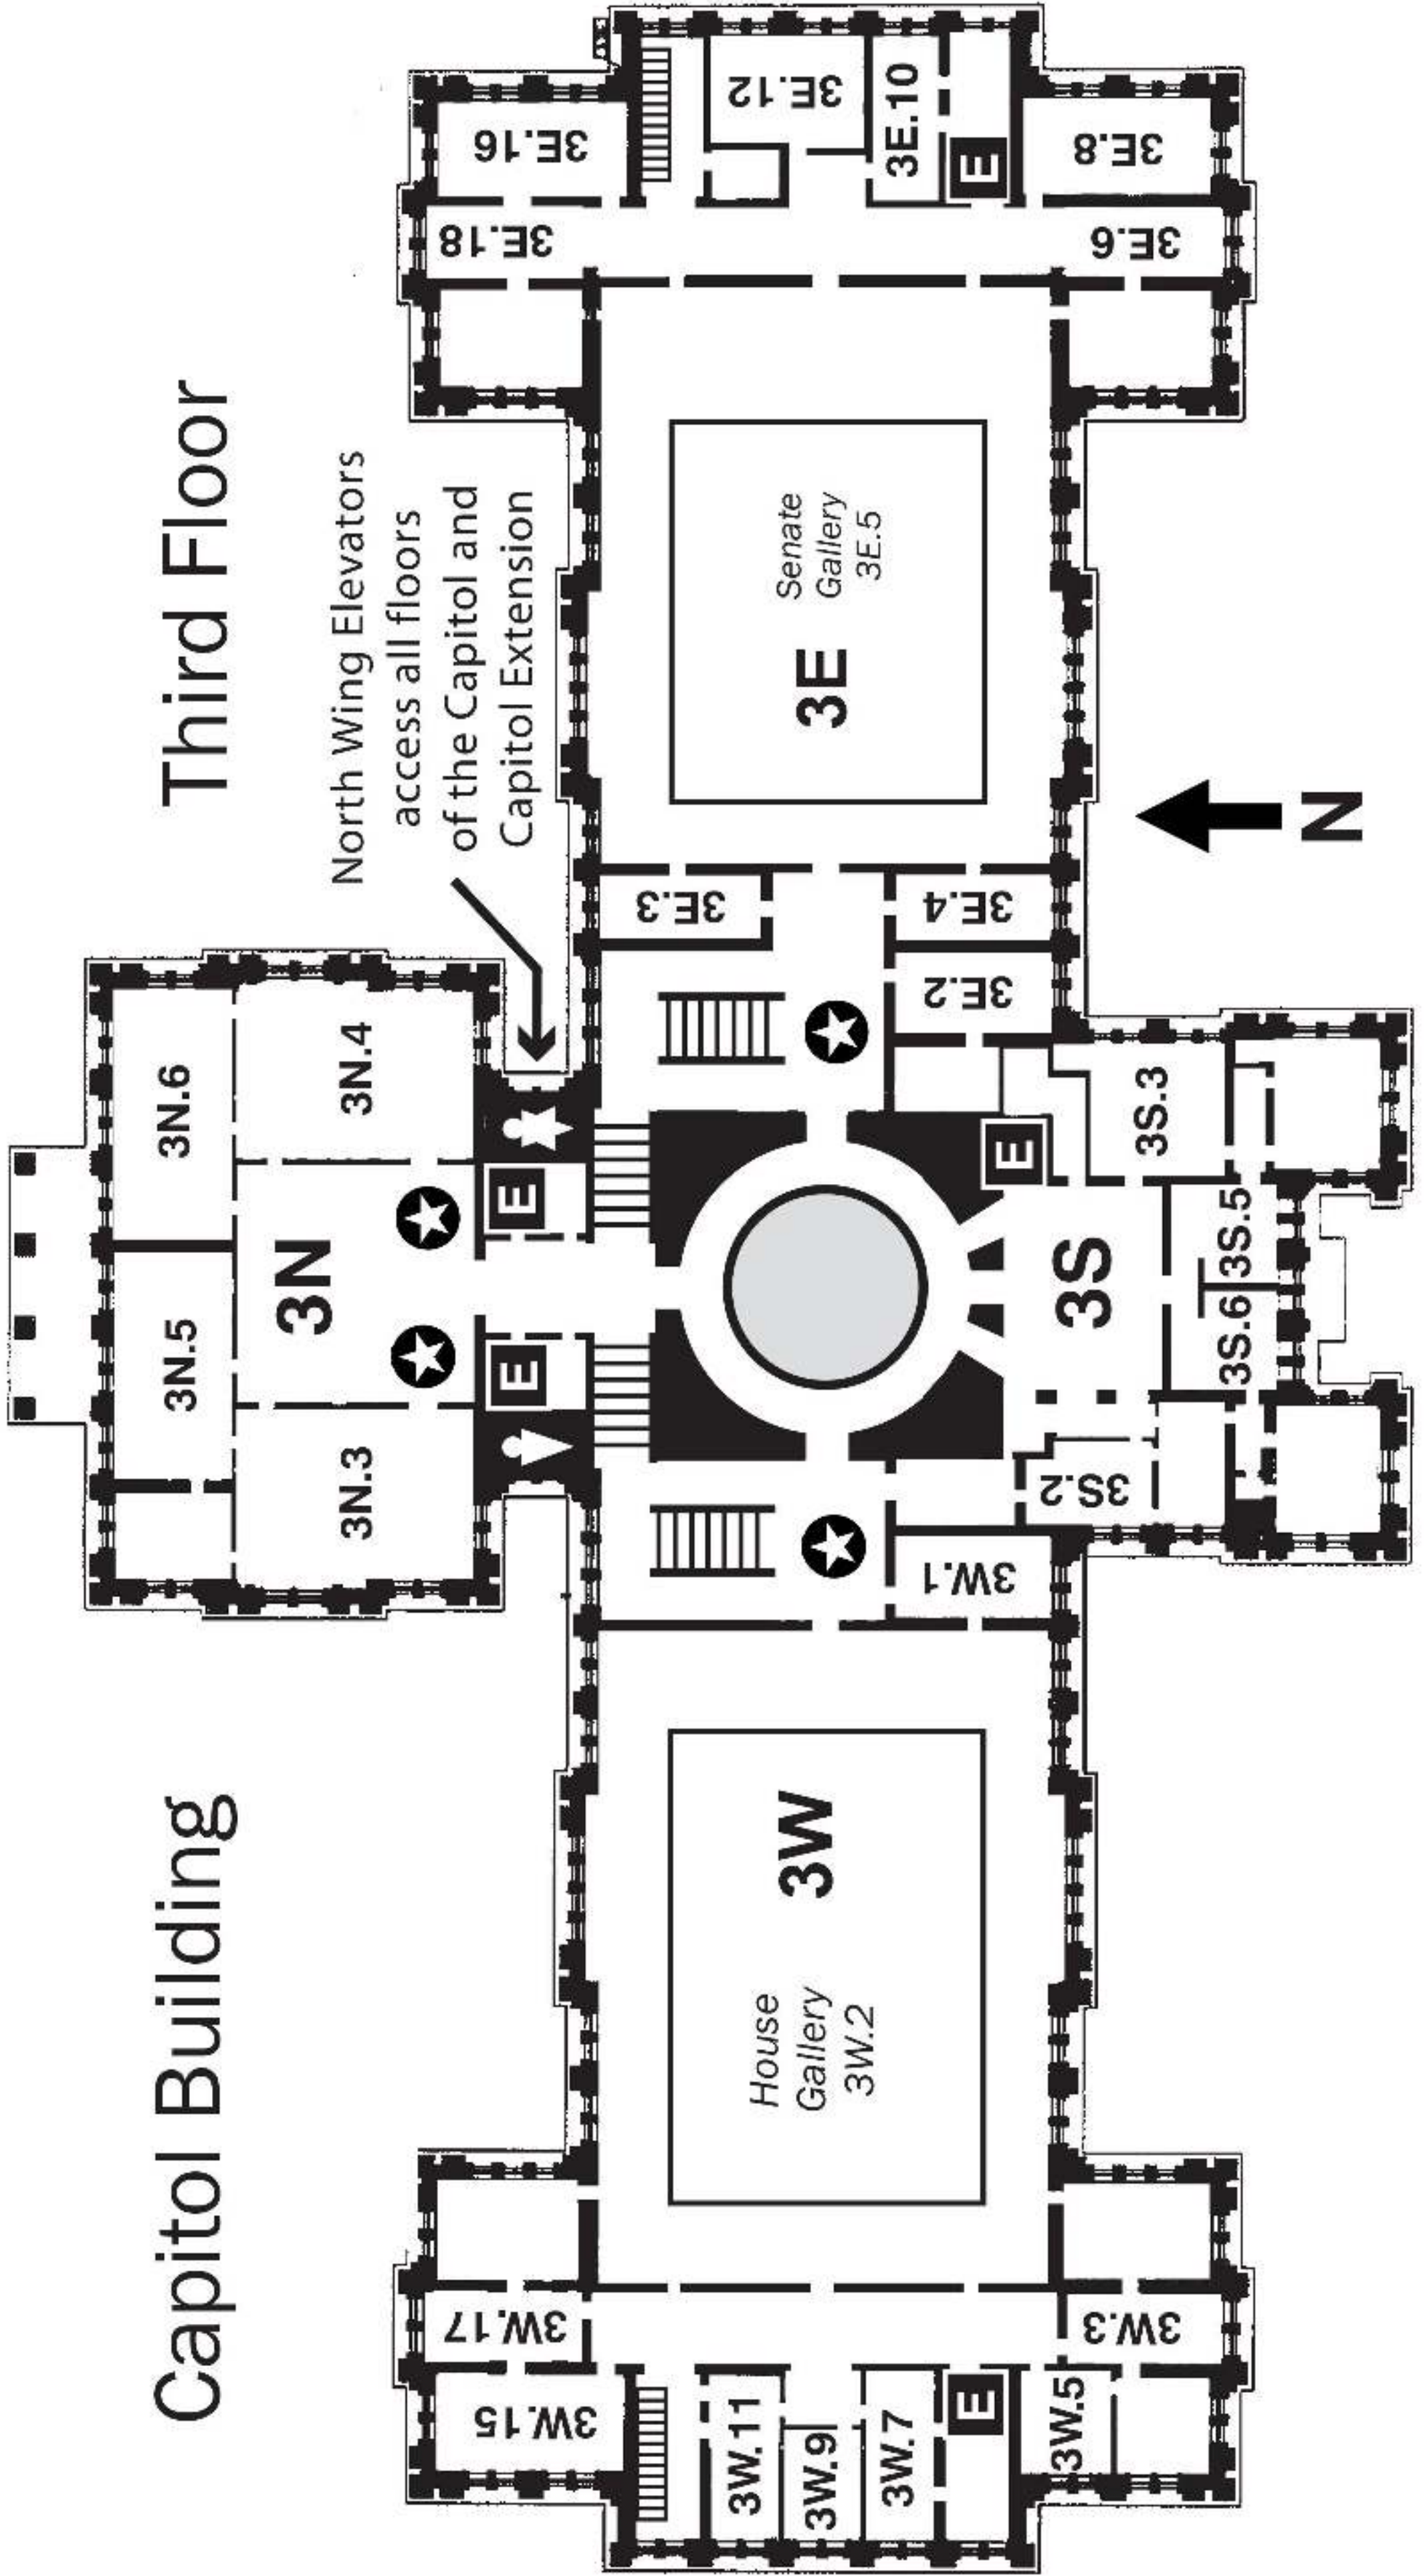 Capitol Building
Third Floor
North Wing Elevators
access all floors
of the Capitol and
Capitol Extension
3N.5
3N.6
3N.3
3N
3N.4
E
E
3W.15
3W.17
3W.11
3W.9
3W.7
E
3W.5
3W.3
House
Gallery
3W.2
3W
3W.1
3S.2
3S
3S.6
3S.5
3S.3
E
3E.2
3E.3
3E.4
3E
Senate
Gallery
3E.5
3E.18
3E.16
3E.12
3E.10
E
3E.6
3E.8
N